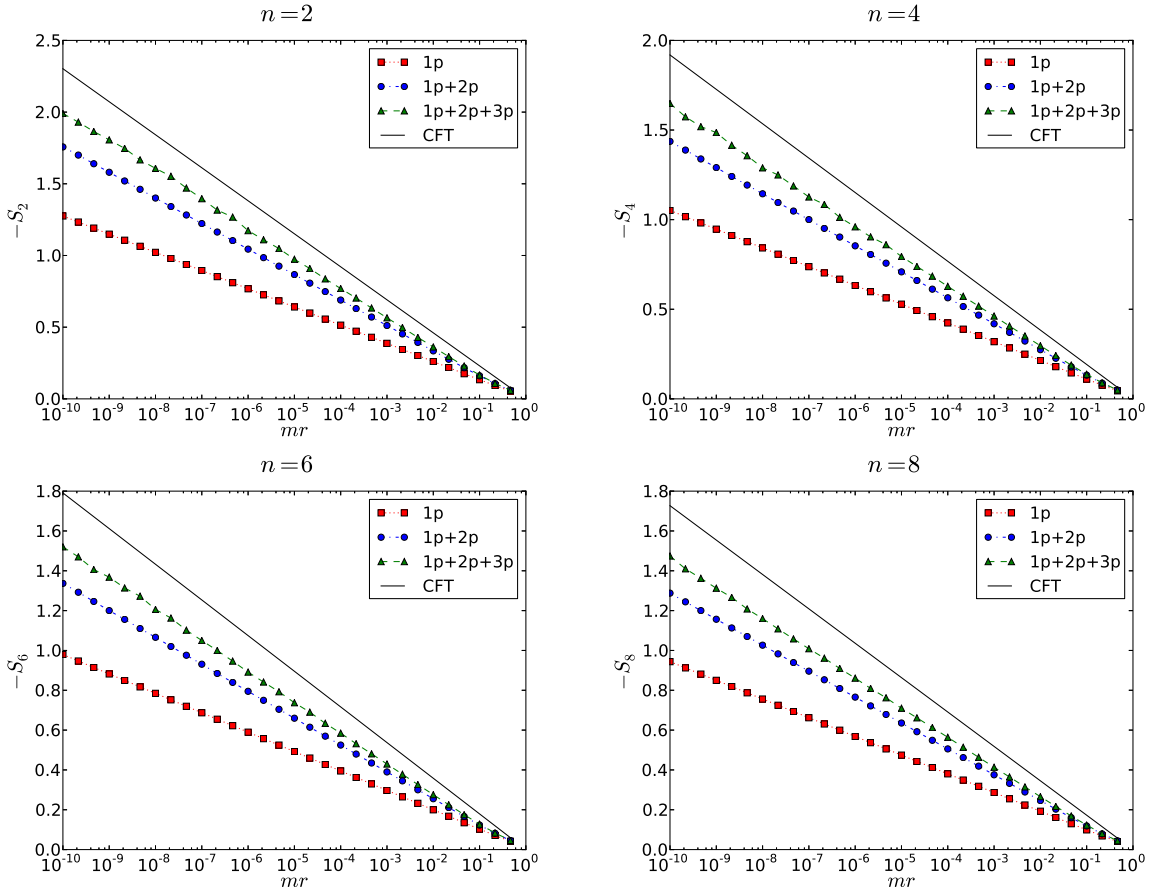 n=2
2.5
2.0
1.5
1.0
0.5
0.0
-S₂
10⁻¹⁰ 10⁻⁹ 10⁻⁸ 10⁻⁷ 10⁻⁶ 10⁻⁵ 10⁻⁴ 10⁻³ 10⁻² 10⁻¹ 10⁰
mr
1p
1p+2p
1p+2p+3p
CFT
n=4
2.0
1.5
1.0
0.5
0.0
-S₄
10⁻¹⁰ 10⁻⁹ 10⁻⁸ 10⁻⁷ 10⁻⁶ 10⁻⁵ 10⁻⁴ 10⁻³ 10⁻² 10⁻¹ 10⁰
mr
1p
1p+2p
1p+2p+3p
CFT
n=6
1.8
1.6
1.4
1.2
1.0
0.8
0.6
0.4
0.2
0.0
-S₆
10⁻¹⁰ 10⁻⁹ 10⁻⁸ 10⁻⁷ 10⁻⁶ 10⁻⁵ 10⁻⁴ 10⁻³ 10⁻² 10⁻¹ 10⁰
mr
1p
1p+2p
1p+2p+3p
CFT
n=8
1.8
1.6
1.4
1.2
1.0
0.8
0.6
0.4
0.2
0.0
-S₈
10⁻¹⁰ 10⁻⁹ 10⁻⁸ 10⁻⁷ 10⁻⁶ 10⁻⁵ 10⁻⁴ 10⁻³ 10⁻² 10⁻¹ 10⁰
mr
1p
1p+2p
1p+2p+3p
CFT